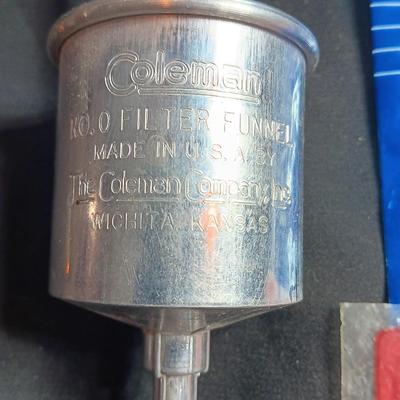 Coleman
NO. 0 FILTER FUNNEL
MADE IN U.S.A. BY
The Coleman Company, Inc.
WICHITA, KANSAS